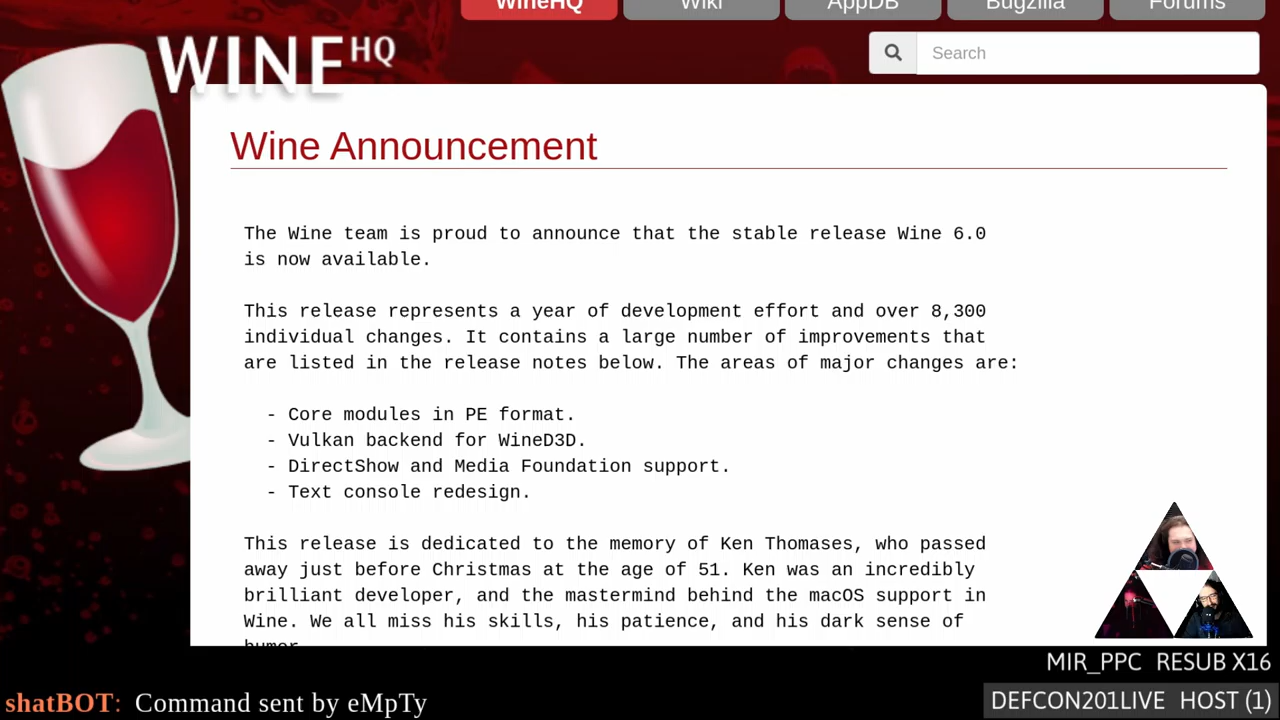 WineHQ Wiki AppDB Bugzilla Forums
WINE HQ
Search
Wine Announcement
The Wine team is proud to announce that the stable release Wine 6.0
is now available.
This release represents a year of development effort and over 8,300
individual changes. It contains a large number of improvements that
are listed in the release notes below. The areas of major changes are:
- Core modules in PE format.
- Vulkan backend for WineD3D.
- DirectShow and Media Foundation support.
- Text console redesign.
This release is dedicated to the memory of Ken Thomases, who passed
away just before Christmas at the age of 51. Ken was an incredibly
brilliant developer, and the mastermind behind the macOS support in
Wine. We all miss his skills, his patience, and his dark sense of
humor.
MIR_PPC RESUB X16
shatBOT: Command sent by eMpTy
DEFCON201LIVE HOST (1)